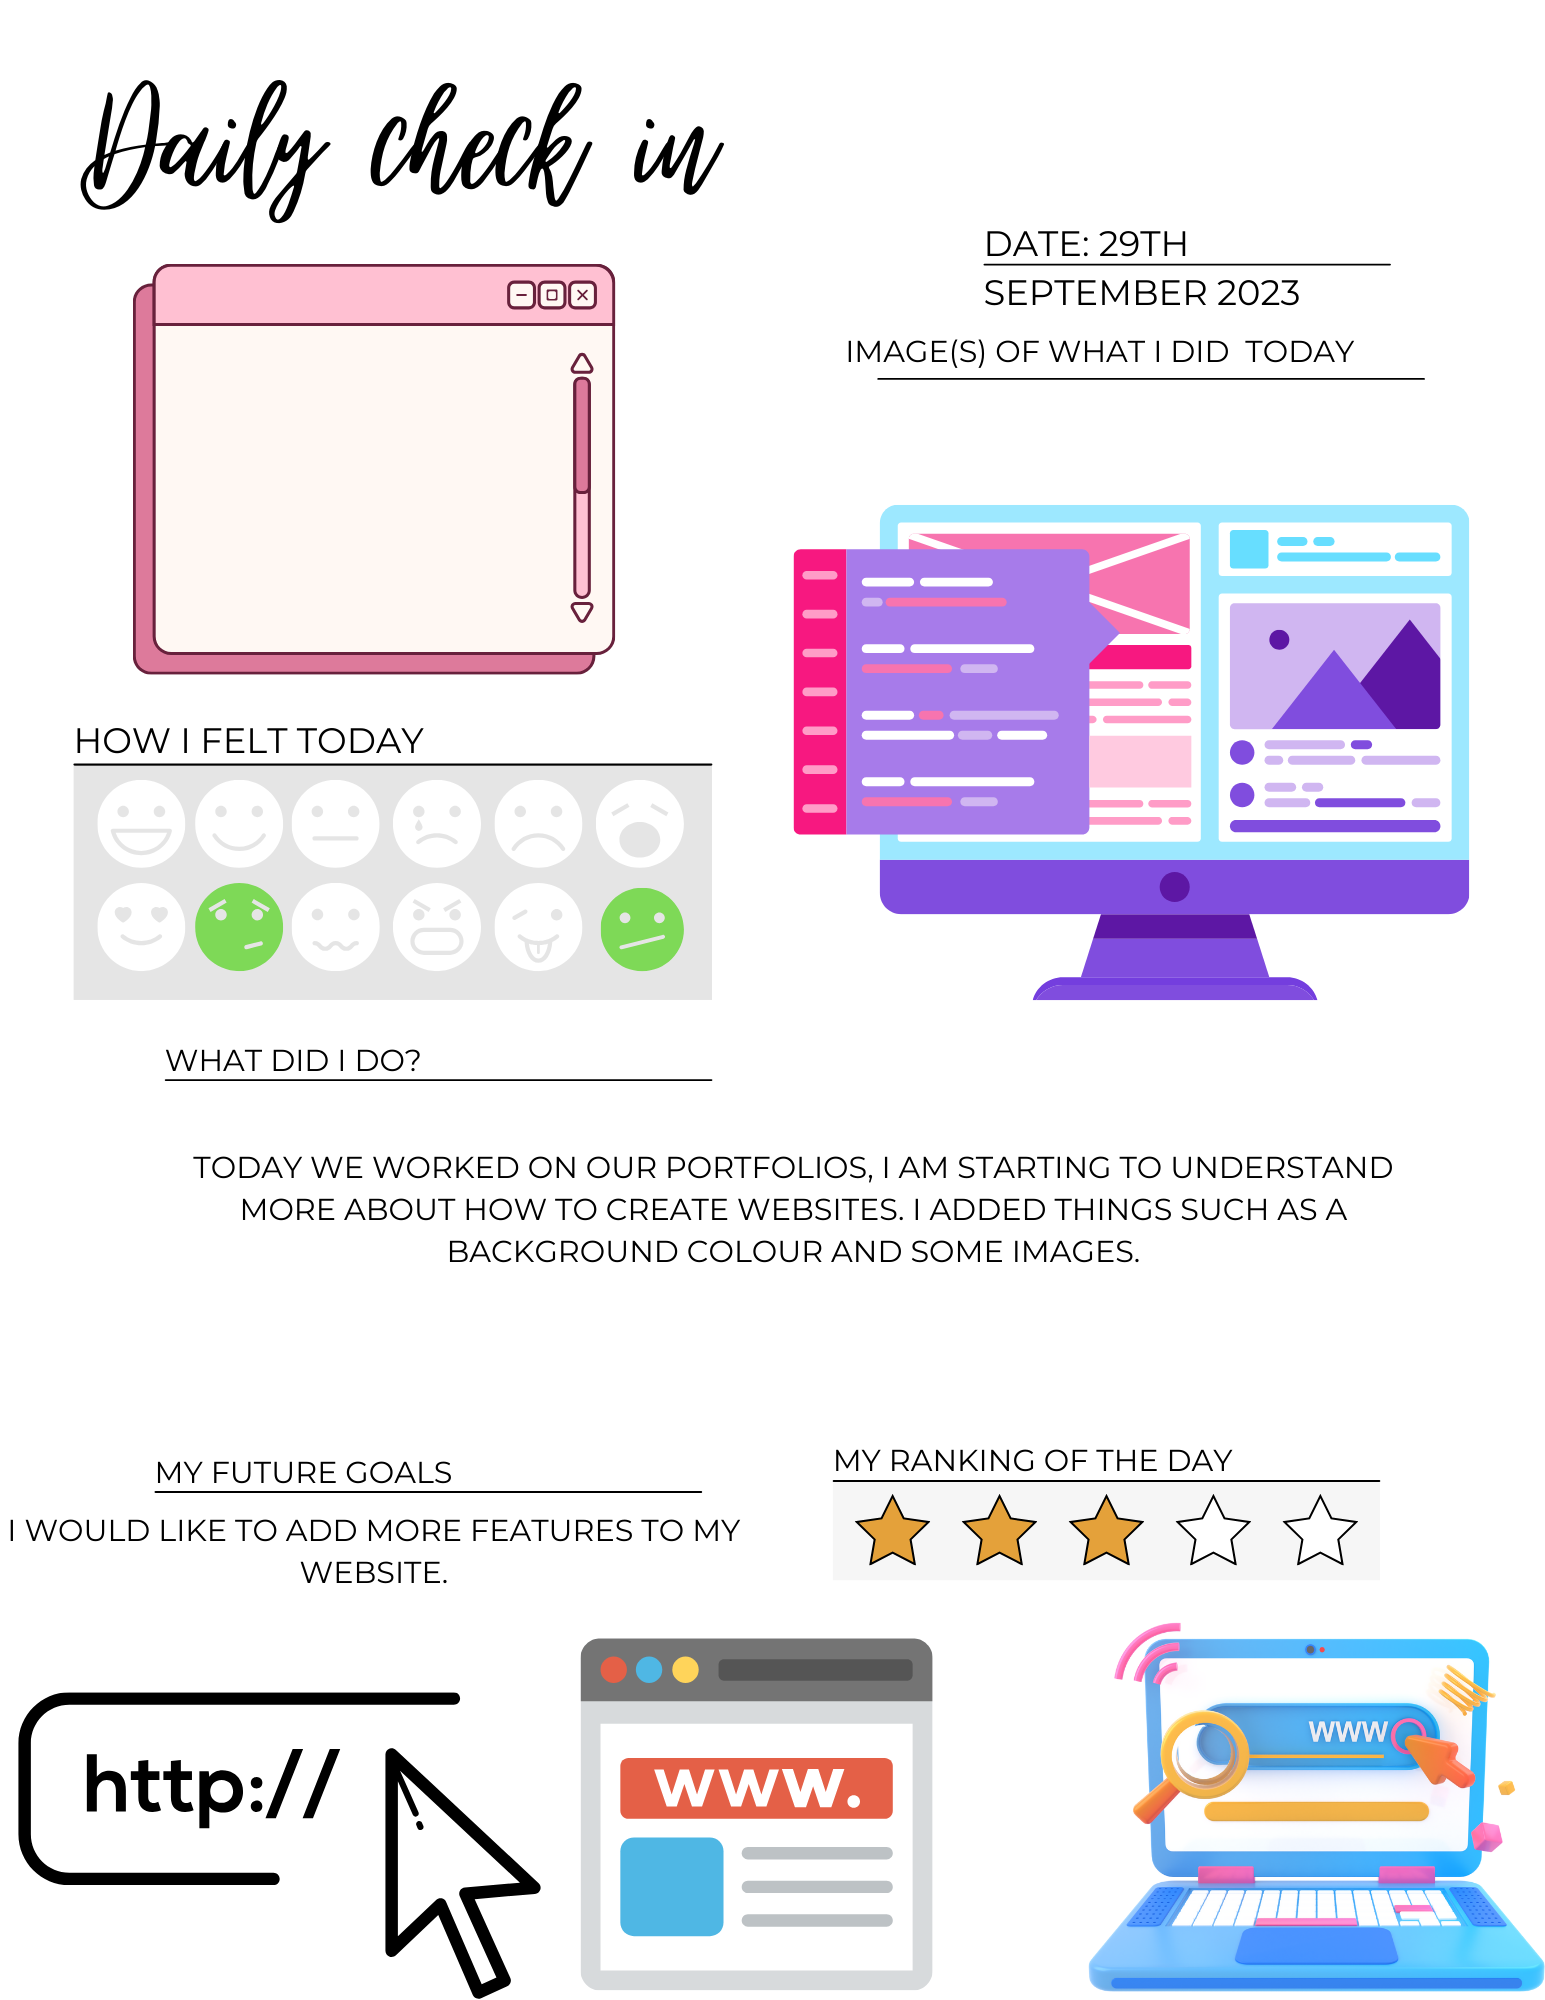 Daily check in
DATE: 29TH
SEPTEMBER 2023
IMAGE(S) OF WHAT I DID TODAY
HOW I FELT TODAY
WHAT DID I DO?
TODAY WE WORKED ON OUR PORTFOLIOS, I AM STARTING TO UNDERSTAND
MORE ABOUT HOW TO CREATE WEBSITES. I ADDED THINGS SUCH AS A
BACKGROUND COLOUR AND SOME IMAGES.
MY FUTURE GOALS
I WOULD LIKE TO ADD MORE FEATURES TO MY
WEBSITE.
MY RANKING OF THE DAY
http://
www.
WWW